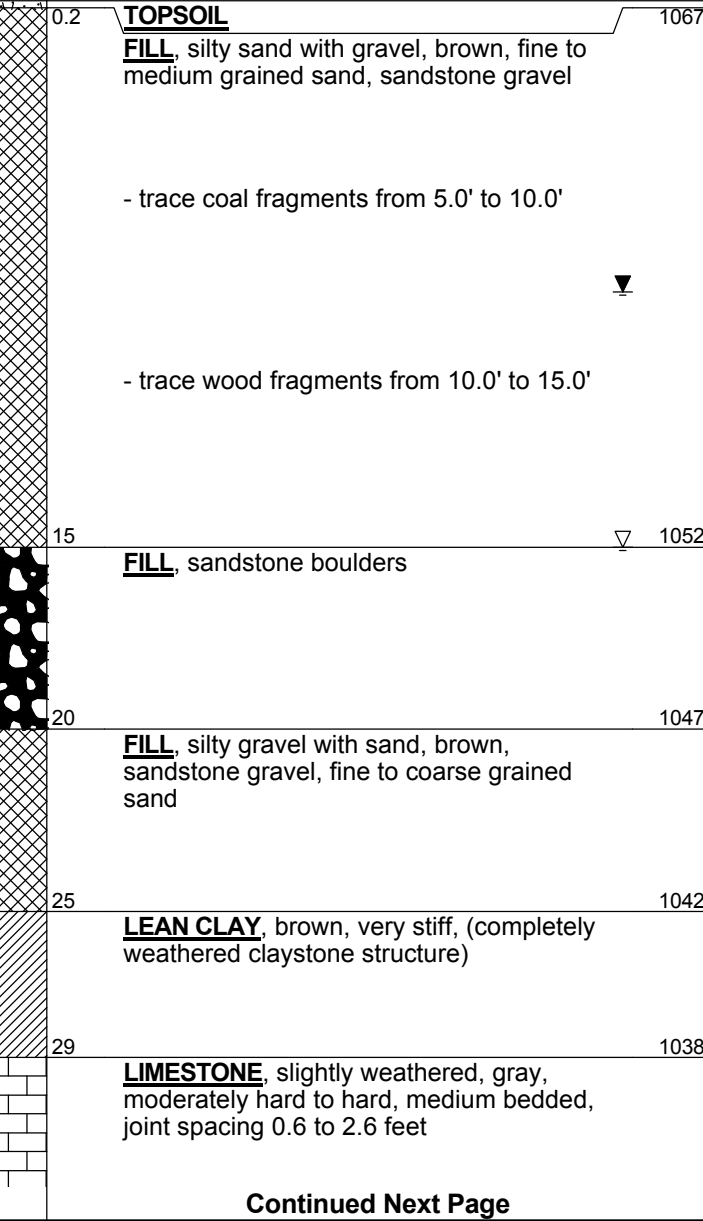 0.2 TOPSOIL 1067
FILL, silty sand with gravel, brown, fine to
medium grained sand, sandstone gravel
- trace coal fragments from 5.0' to 10.0'
- trace wood fragments from 10.0' to 15.0'
15 1052
FILL, sandstone boulders
20 1047
FILL, silty gravel with sand, brown,
sandstone gravel, fine to coarse grained
sand
25 1042
LEAN CLAY, brown, very stiff, (completely
weathered claystone structure)
29 1038
LIMESTONE, slightly weathered, gray,
moderately hard to hard, medium bedded,
joint spacing 0.6 to 2.6 feet
Continued Next Page